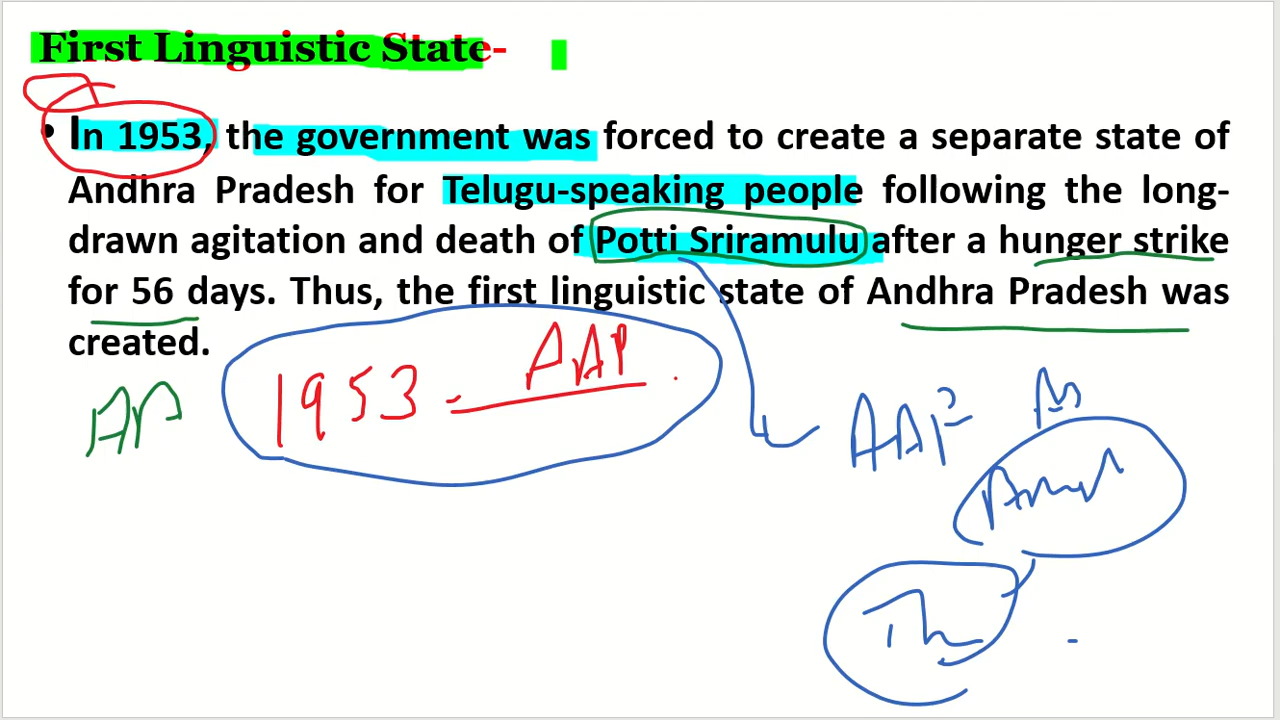 First Linguistic State-
• In 1953, the government was forced to create a separate state of
Andhra Pradesh for Telugu-speaking people following the long-
drawn agitation and death of Potti Sriramulu after a hunger strike
for 56 days. Thus, the first linguistic state of Andhra Pradesh was
created.
1953 - AAP
AAP
Th